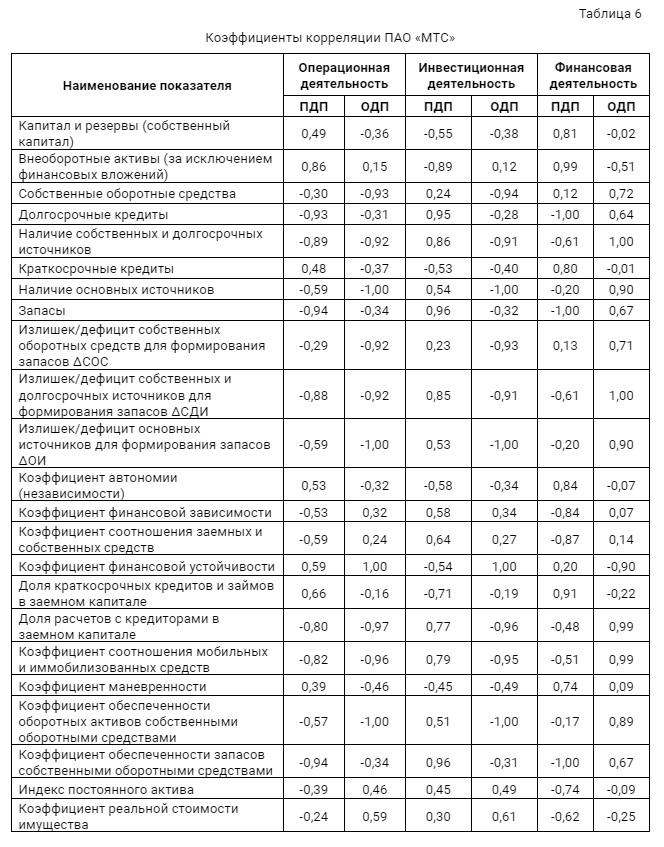 Таблица 6
Коэффициенты корреляции ПАО «МТС»
Наименование показателя
Операционная
деятельность
Инвестиционная
деятельность
Финансовая
деятельность
ПДП ОДП ПДП ОДП ПДП ОДП
Капитал и резервы (собственный
капитал)
0,49 -0,36 -0,55 -0,38 0,81 -0,02
Внеоборотные активы (за исключением
финансовых вложений)
0,86 0,15 -0,89 0,12 0,99 -0,51
Собственные оборотные средства -0,30 -0,93 0,24 -0,94 0,12 0,72
Долгосрочные кредиты -0,93 -0,31 0,95 -0,28 -1,00 0,64
Наличие собственных и долгосрочных
источников
-0,89 -0,92 0,86 -0,91 -0,61 1,00
Краткосрочные кредиты 0,48 -0,37 -0,53 -0,40 0,80 -0,01
Наличие основных источников -0,59 -1,00 0,54 -1,00 -0,20 0,90
Запасы -0,94 -0,34 0,96 -0,32 -1,00 0,67
Излишек/дефицит собственных
оборотных средств для формирования
запасов ΔСОС
-0,29 -0,92 0,23 -0,93 0,13 0,71
Излишек/дефицит собственных и
долгосрочных источников для
формирования запасов ΔСДИ
-0,88 -0,92 0,85 -0,91 -0,61 1,00
Излишек/дефицит основных
источников для формирования запасов
ΔОИ
-0,59 -1,00 0,53 -1,00 -0,20 0,90
Коэффициент автономии
(независимости)
0,53 -0,32 -0,58 -0,34 0,84 -0,07
Коэффициент финансовой зависимости -0,53 0,32 0,58 0,34 -0,84 0,07
Коэффициент соотношения заемных и
собственных средств
-0,59 0,24 0,64 0,27 -0,87 0,14
Коэффициент финансовой устойчивости 0,59 1,00 -0,54 1,00 0,20 -0,90
Доля краткосрочных кредитов и займов
в заемном капитале
0,66 -0,16 -0,71 -0,19 0,91 -0,22
Доля расчетов с кредиторами в
заемном капитале
-0,80 -0,97 0,77 -0,96 -0,48 0,99
Коэффициент соотношения мобильных
и иммобилизованных средств
-0,82 -0,96 0,79 -0,95 -0,51 0,99
Коэффициент маневренности 0,39 -0,46 -0,45 -0,49 0,74 0,09
Коэффициент обеспеченности
оборотных активов собственными
оборотными средствами
-0,57 -1,00 0,51 -1,00 -0,17 0,89
Коэффициент обеспеченности запасов
собственными оборотными средствами
-0,94 -0,34 0,96 -0,31 -1,00 0,67
Индекс постоянного актива -0,39 0,46 0,45 0,49 -0,74 -0,09
Коэффициент реальной стоимости
имущества
-0,24 0,59 0,30 0,61 -0,62 -0,25